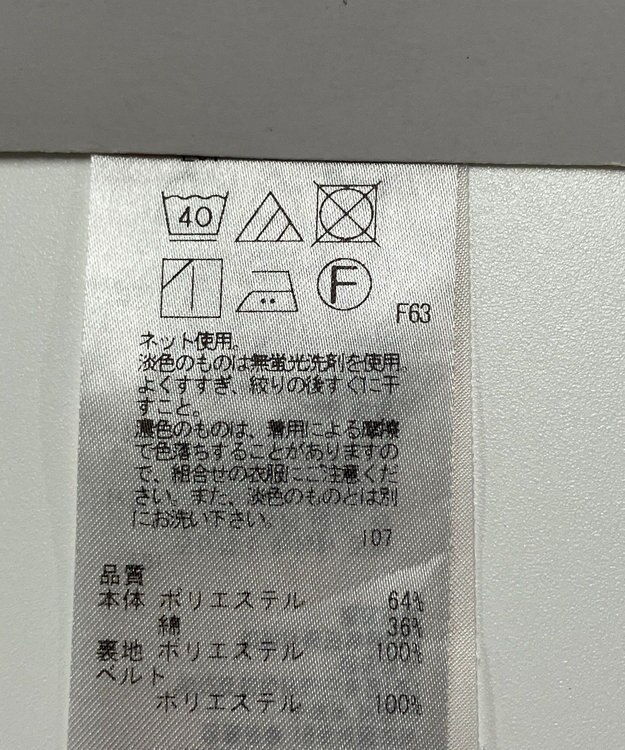 40
F
F63
ネット使用。
淡色のものは無蛍光洗剤を使用。
よくすすぎ、絞りの後すぐに干
すこと。
濃色のものは、着用による摩擦
で色落ちすることがありますの
で、組合せの衣服にご注意くだ
さい。また、淡色のものとは別
にお洗い下さい。
107
品質
本体 ポリエステル 64%
綿 36%
裏地 ポリエステル 100%
ベルト
ポリエステル 100%